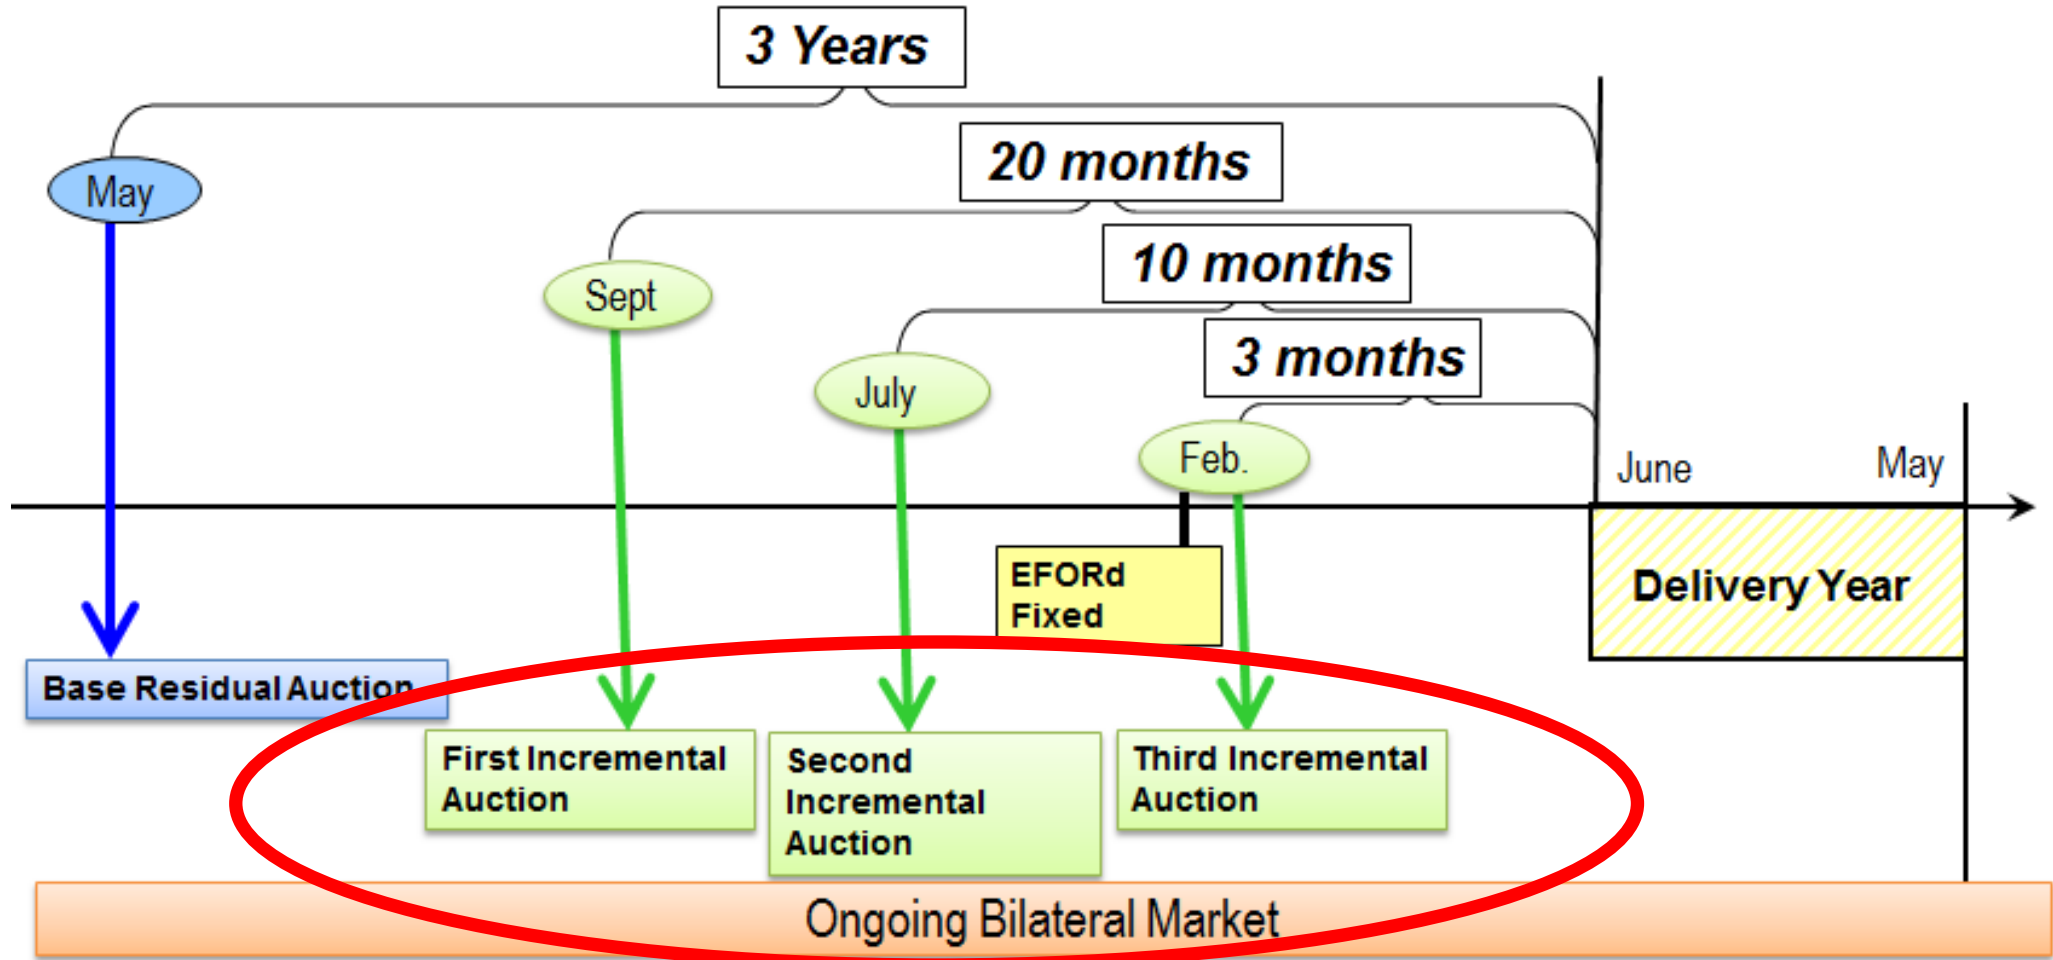 3 Years
20 months
May
10 months
Sept
3 months
July
Feb.
June
May
EFORd
Fixed
Delivery Year
Base Residual Auction
First Incremental
Auction
Second
Incremental
Auction
Third Incremental
Auction
Ongoing Bilateral Market